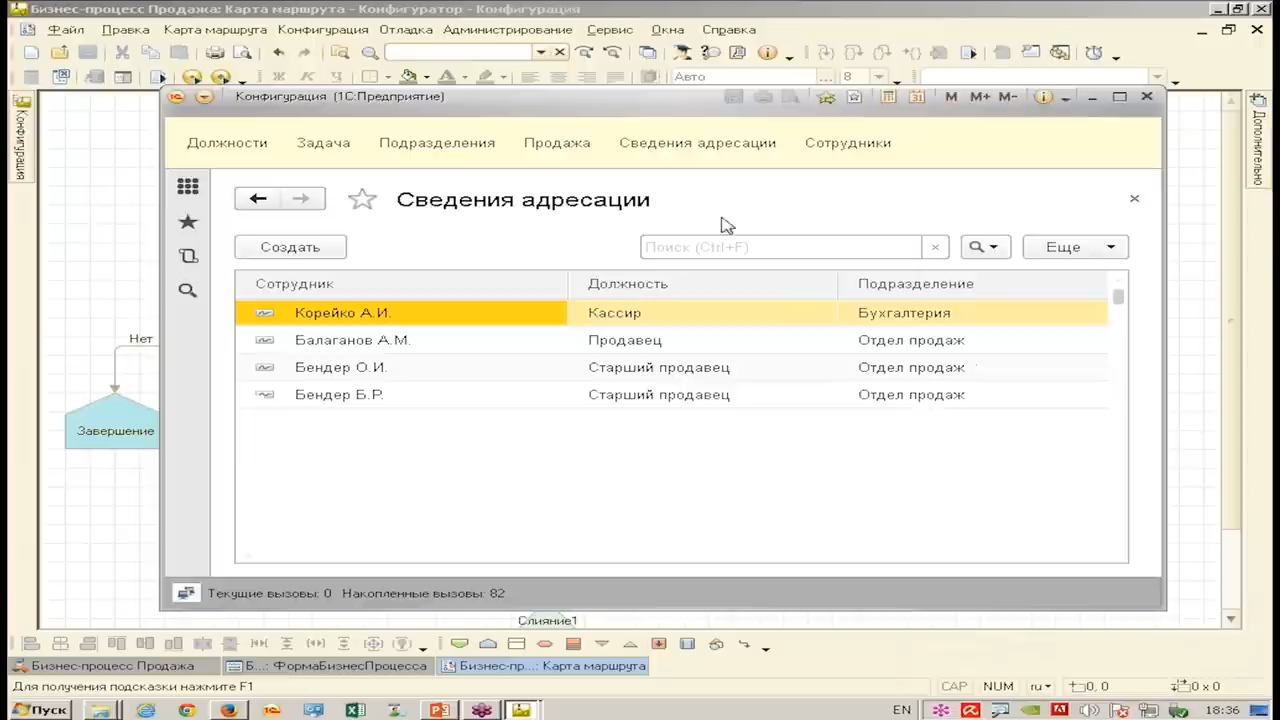 Бизнес-процесс Продажа: Карта маршрута - Конфигуратор - Конфигурация
Файл Правка Карта маршрута Конфигурация Отладка Администрирование Сервис Окна Справка
Авто 8
Конфигурация (1С:Предприятие)
M M+ M-
Конфигурация
Дополнительно
Должности Задача Подразделения Продажа Сведения адресации Сотрудники
Сведения адресации
Создать Поиск (Ctrl+F) Еще
Сотрудник Должность Подразделение
Корейко А.И. Кассир Бухгалтерия
Балаганов А.М. Продавец Отдел продаж
Бендер О.И. Старший продавец Отдел продаж
Бендер Б.Р. Старший продавец Отдел продаж
Нет
Завершение
Текущие вызовы: 0 Накопленные вызовы: 82
Слияние1
Бизнес-процесс Продажа Б...: ФормаБизнесПроцесса Бизнес-пр...: Карта маршрута
Для получения подсказки нажмите F1 CAP NUM ru 0, 0 0 x 0
Пуск EN 18:36